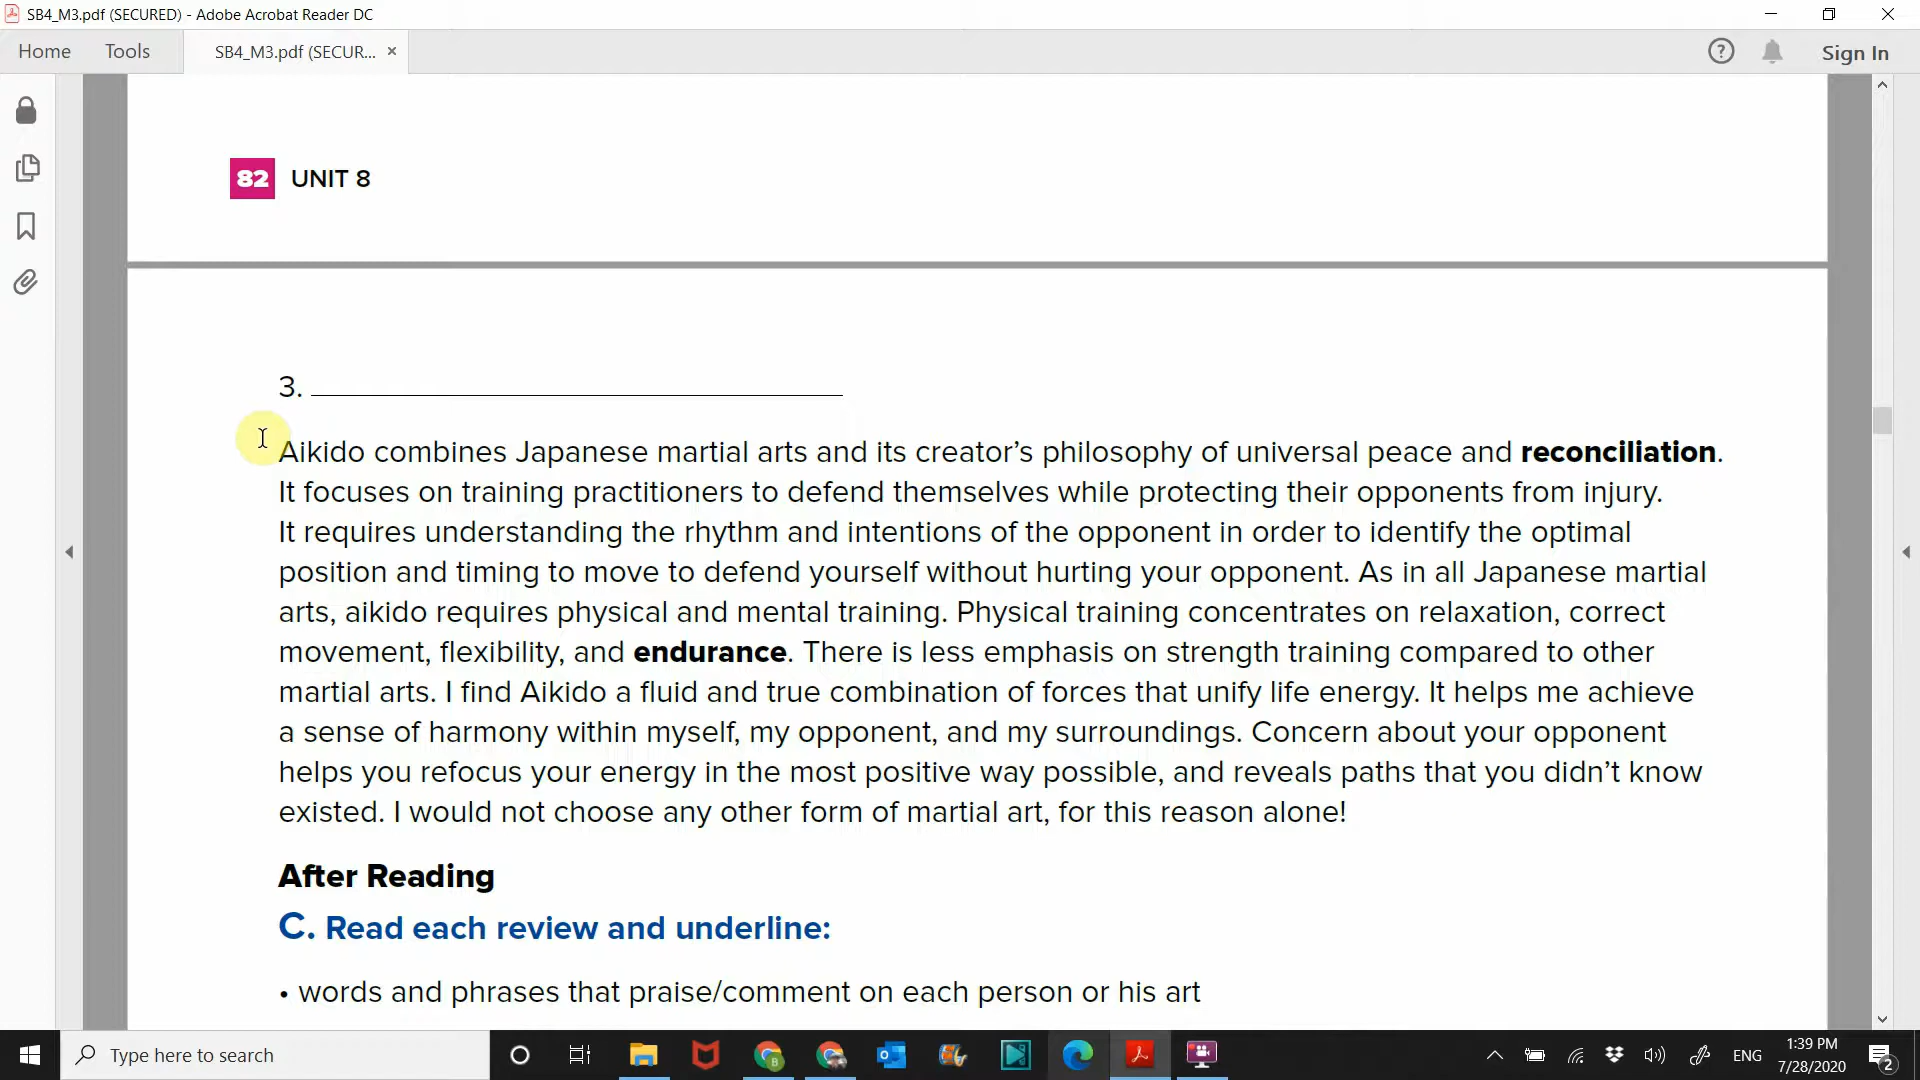 SB4_M3.pdf (SECURED) - Adobe Acrobat Reader DC
Home
Tools
SB4_M3.pdf (SECUR...
Sign In
82 UNIT 8
3.
Aikido combines Japanese martial arts and its creator’s philosophy of universal peace and reconciliation.
It focuses on training practitioners to defend themselves while protecting their opponents from injury.
It requires understanding the rhythm and intentions of the opponent in order to identify the optimal
position and timing to move to defend yourself without hurting your opponent. As in all Japanese martial
arts, aikido requires physical and mental training. Physical training concentrates on relaxation, correct
movement, flexibility, and endurance. There is less emphasis on strength training compared to other
martial arts. I find Aikido a fluid and true combination of forces that unify life energy. It helps me achieve
a sense of harmony within myself, my opponent, and my surroundings. Concern about your opponent
helps you refocus your energy in the most positive way possible, and reveals paths that you didn’t know
existed. I would not choose any other form of martial art, for this reason alone!
After Reading
C. Read each review and underline:
• words and phrases that praise/comment on each person or his art
Type here to search
ENG
1:39 PM
7/28/2020
2